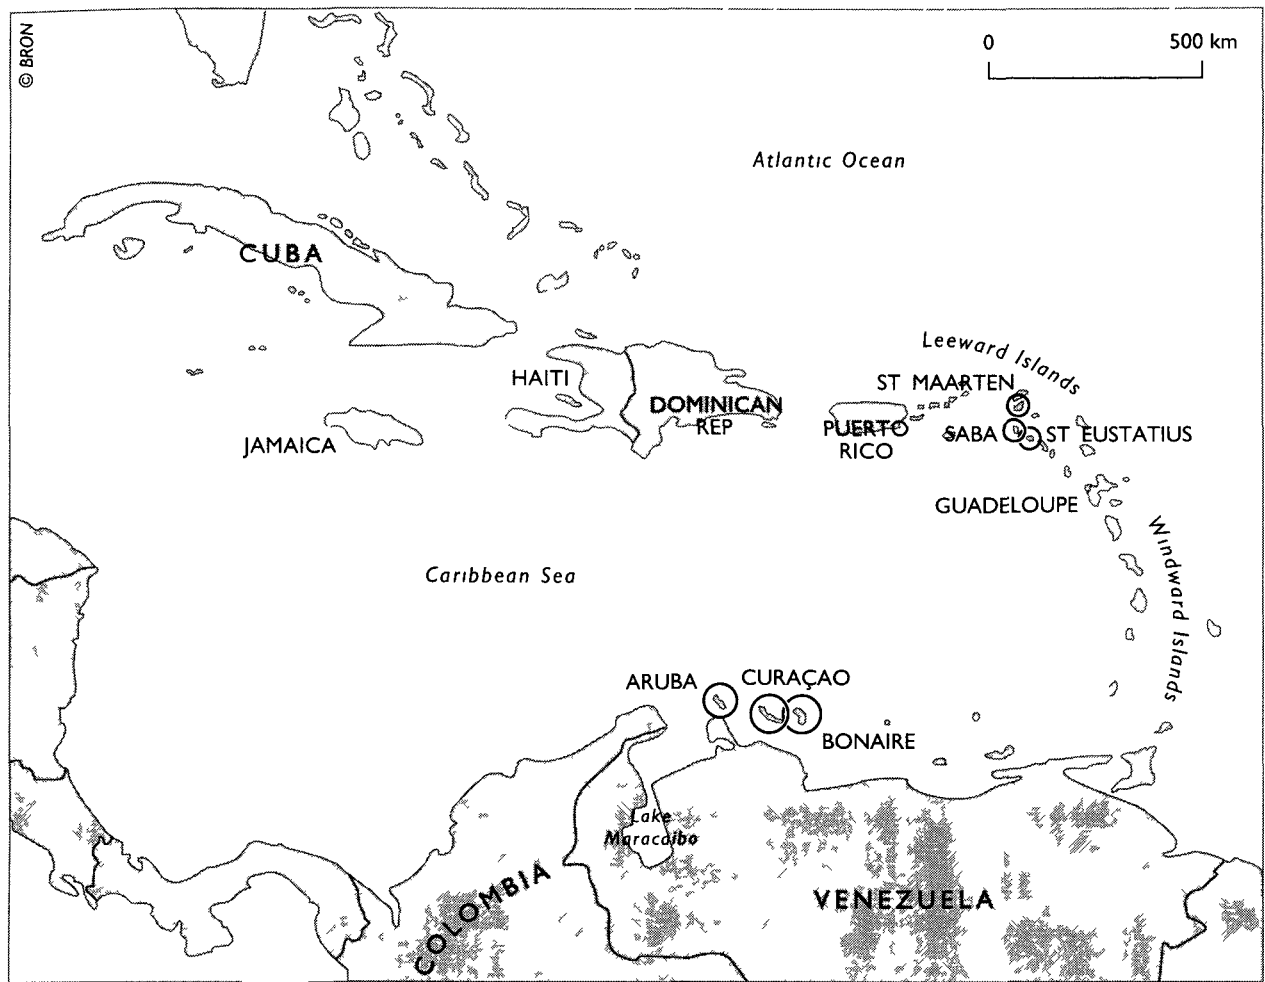 © BRON
0 500 km
Atlantic Ocean
CUBA
Leeward Islands
HAITI
ST MAARTEN
DOMINICAN
REP
JAMAICA
PUERTO
RICO
SABA
ST EUSTATIUS
GUADELOUPE
Windward Islands
Caribbean Sea
ARUBA
CURAÇAO
BONAIRE
Lake
Maracaibo
COLOMBIA
VENEZUELA